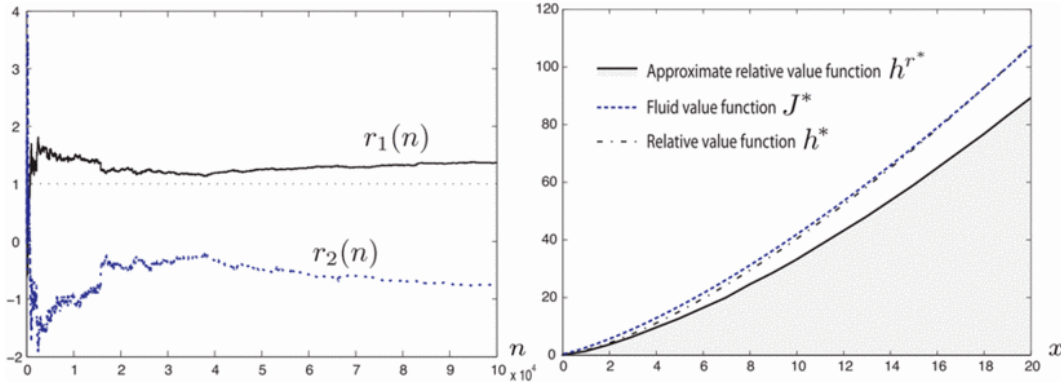 4
3
2
1
0
-1
-2
r₁(n)
r₂(n)
0 1 2 3 4 5 6 7 8 9 10 n
x 10⁴
120
100
80
60
40
20
0
Approximate relative value function h^{r*}
Fluid value function J*
Relative value function h*
0 2 4 6 8 10 12 14 16 18 20 x